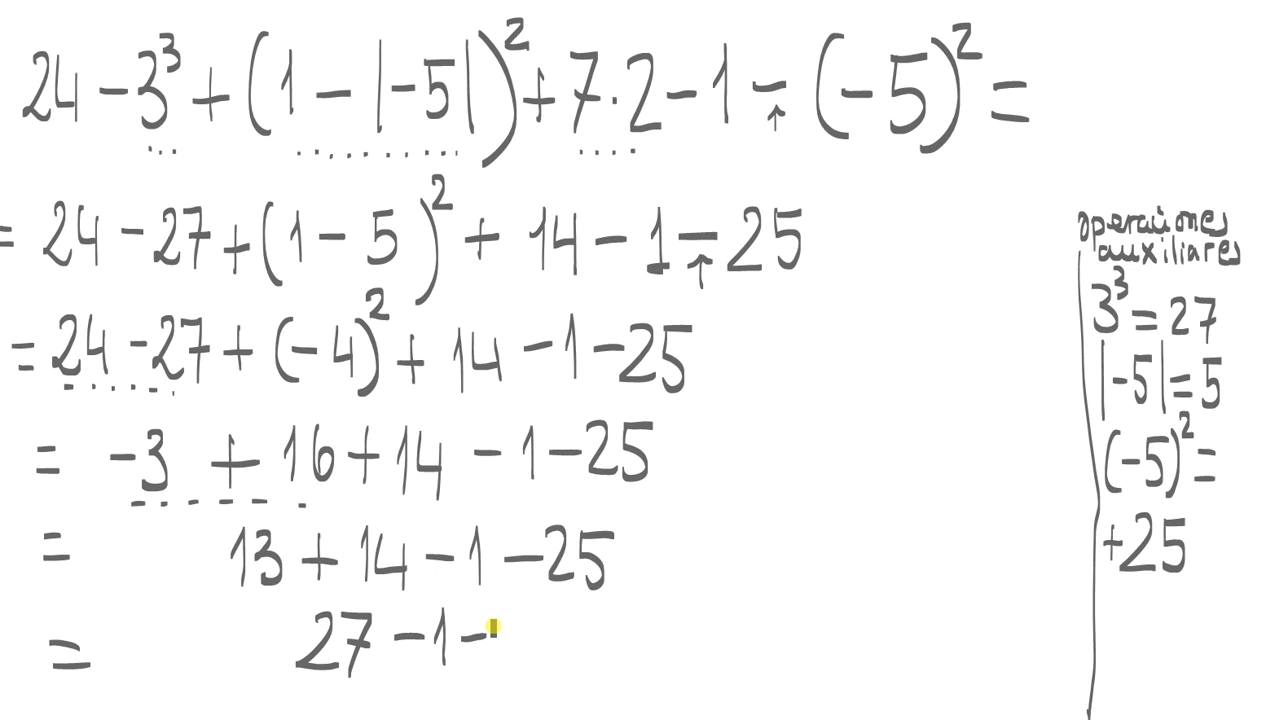 24 - 3³ + (1 - |-5|)² + 7·2 - 1 - (-5)² =
= 24 - 27 + (1 - 5)² + 14 - 1 - 25
= 24 - 27 + (-4)² + 14 - 1 - 25
= -3 + 16 + 14 - 1 - 25
= 13 + 14 - 1 - 25
= 27 - 1 -
operaciones
auxiliares
3³ = 27
|-5| = 5
(-5)² =
+25